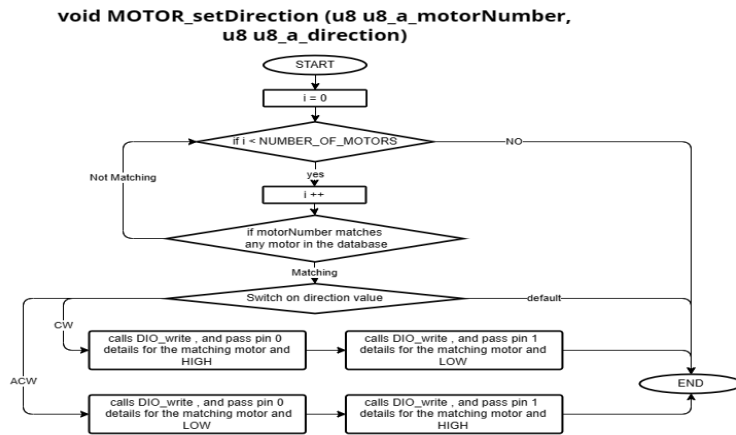 void MOTOR_setDirection (u8 u8_a_motorNumber,
u8 u8_a_direction)
START
i = 0
if i < NUMBER_OF_MOTORS
NO
yes
Not Matching
i ++
if motorNumber matches
any motor in the database
Matching
Switch on direction value
default
CW
calls DIO_write , and pass pin 0
details for the matching motor and
HIGH
calls DIO_write , and pass pin 1
details for the matching motor and
LOW
ACW
END
calls DIO_write , and pass pin 0
details for the matching motor and
LOW
calls DIO_write , and pass pin 1
details for the matching motor and
HIGH